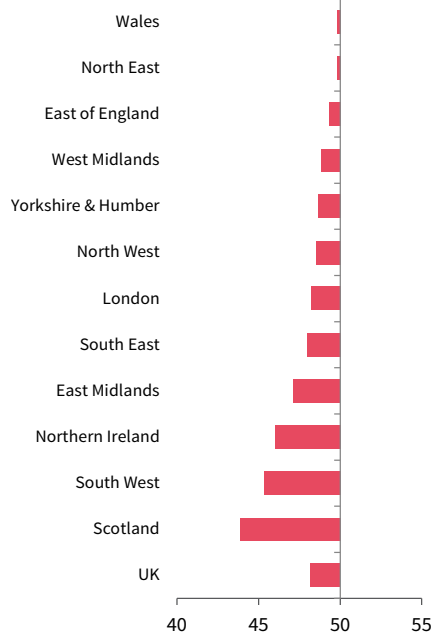 Wales
North East
East of England
West Midlands
Yorkshire & Humber
North West
London
South East
East Midlands
Northern Ireland
South West
Scotland
UK
40 45 50 55